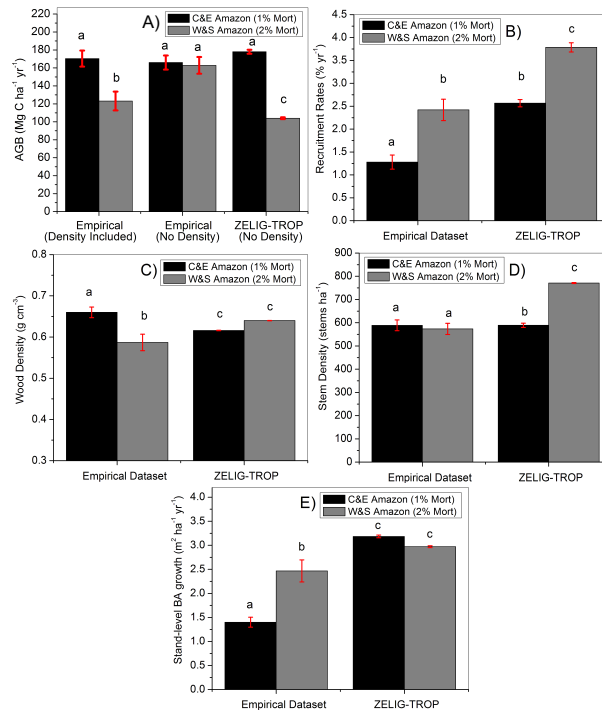 A)
C&E Amazon (1% Mort)
W&S Amazon (2% Mort)
AGB (Mg C ha⁻¹ yr⁻¹)
200
180
160
140
120
100
80
60
40
20
0
a
b
a
a
a
c
Empirical
(Density Included)
Empirical
(No Density)
ZELIG-TROP
(No Density)
B)
C&E Amazon (1% Mort)
W&S Amazon (2% Mort)
Recruitment Rates (% yr⁻¹)
4.5
4.0
3.5
3.0
2.5
2.0
1.5
1.0
0.5
0.0
a
b
b
c
Empirical Dataset
ZELIG-TROP
C)
C&E Amazon (1% Mort)
W&S Amazon (2% Mort)
Wood Density (g cm⁻³)
0.8
0.7
0.6
0.5
0.4
0.3
a
b
c
c
Empirical Dataset
ZELIG-TROP
D)
C&E Amazon (1% Mort)
W&S Amazon (2% Mort)
Stem Density (stems ha⁻¹)
900
800
700
600
500
400
300
200
100
0
a
a
b
c
Empirical Dataset
ZELIG-TROP
E)
C&E Amazon (1% Mort)
W&S Amazon (2% Mort)
Stand-level BA growth (m² ha⁻¹ yr⁻¹)
4.0
3.5
3.0
2.5
2.0
1.5
1.0
0.5
0.0
a
b
c
c
Empirical Dataset
ZELIG-TROP